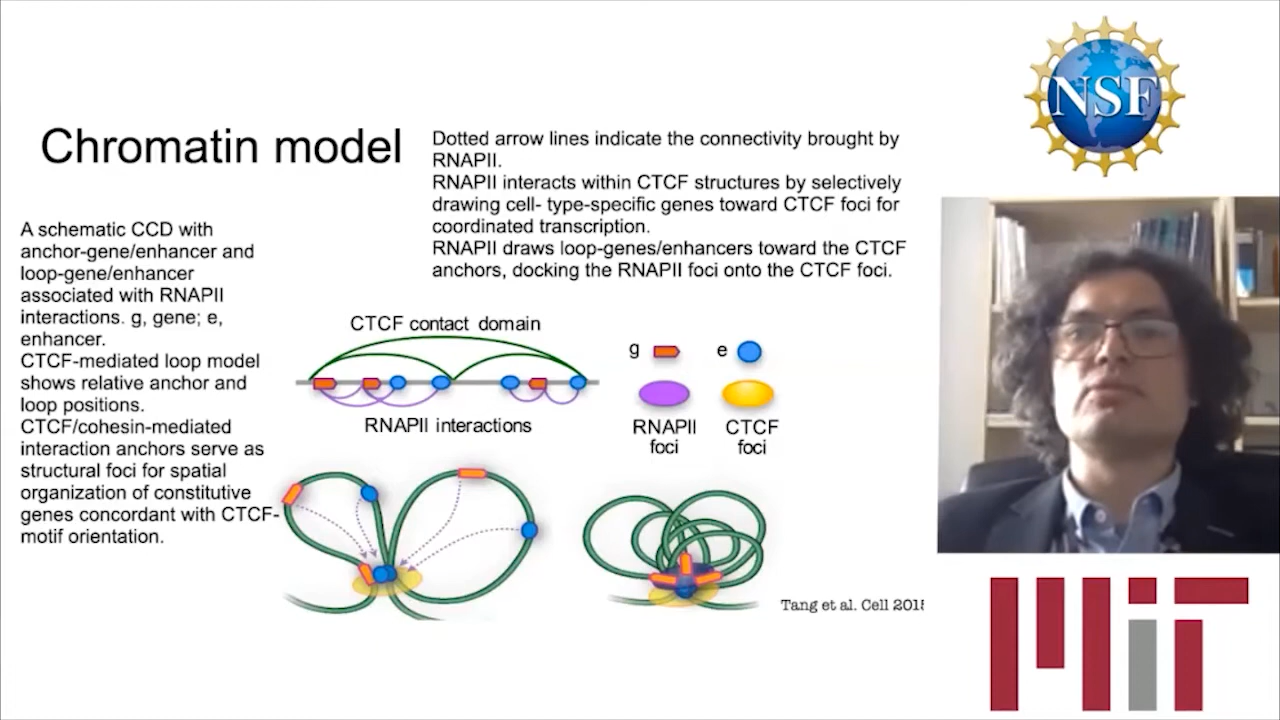 Chromatin model
Dotted arrow lines indicate the connectivity brought by
RNAPII.
RNAPII interacts within CTCF structures by selectively
drawing cell- type-specific genes toward CTCF foci for
coordinated transcription.
RNAPII draws loop-genes/enhancers toward the CTCF
anchors, docking the RNAPII foci onto the CTCF foci.
A schematic CCD with
anchor-gene/enhancer and
loop-gene/enhancer
associated with RNAPII
interactions. g, gene; e,
enhancer.
CTCF-mediated loop model
shows relative anchor and
loop positions.
CTCF/cohesin-mediated
interaction anchors serve as
structural foci for spatial
organization of constitutive
genes concordant with CTCF-
motif orientation.
CTCF contact domain
RNAPII interactions
g
e
RNAPII
foci
CTCF
foci
Tang et al. Cell
NSF
MIT